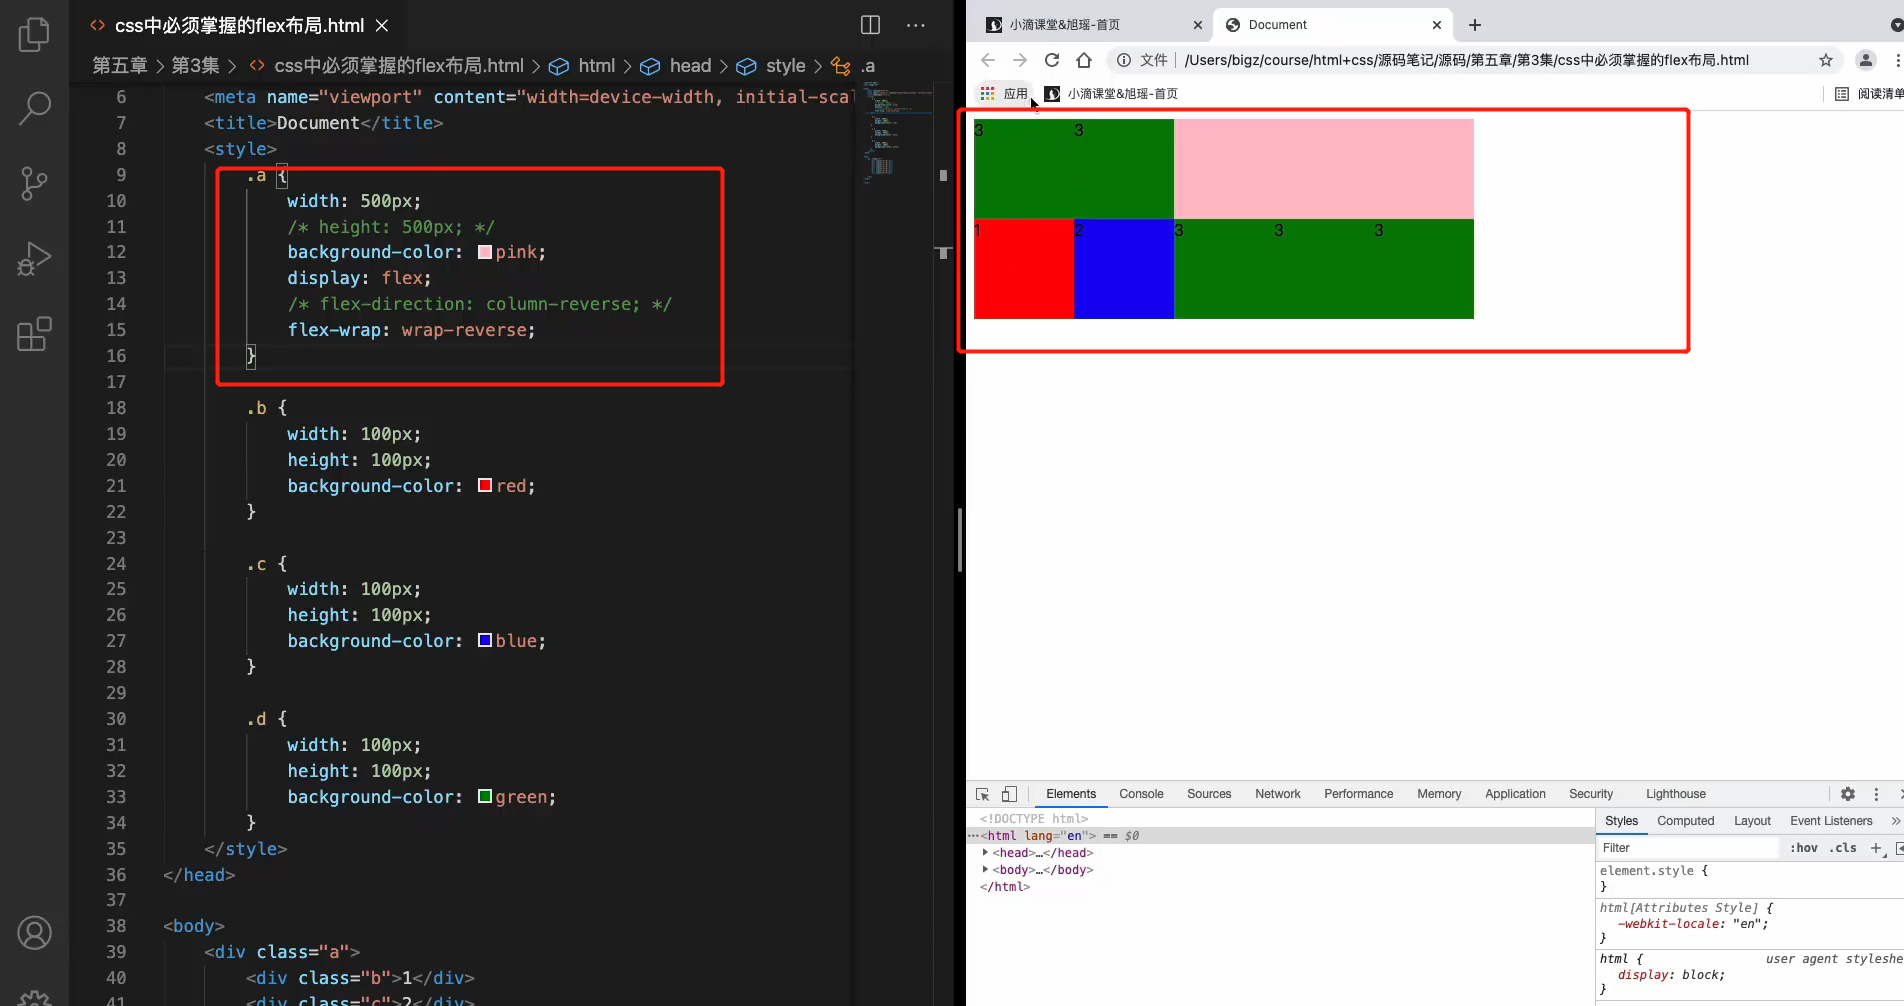 css中必须掌握的flex布局.html
第五章 > 第3集 > css中必须掌握的flex布局.html > html > head > style > .a
6 <meta name="viewport" content="width=device-width, initial-scal
7 <title>Document</title>
8 <style>
9 .a {
10 width: 500px;
11 /* height: 500px; */
12 background-color: pink;
13 display: flex;
14 /* flex-direction: column-reverse; */
15 flex-wrap: wrap-reverse;
16 }
17
18 .b {
19 width: 100px;
20 height: 100px;
21 background-color: red;
22 }
23
24 .c {
25 width: 100px;
26 height: 100px;
27 background-color: blue;
28 }
29
30 .d {
31 width: 100px;
32 height: 100px;
33 background-color: green;
34 }
35 </style>
36 </head>
37
38 <body>
39 <div class="a">
40 <div class="b">1</div>
41 <div class="c">2</div>
小滴课堂&旭瑶-首页
Document
文件 /Users/bigz/course/html+css/源码笔记/源码/第五章/第3集/css中必须掌握的flex布局.html
应用 小滴课堂&旭瑶-首页 阅读清单
3 3
1 2 3 3 3
Elements Console Sources Network Performance Memory Application Security Lighthouse
<!DOCTYPE html>
<html lang="en"> == $0
<head>…</head>
<body>…</body>
</html>
Styles Computed Layout Event Listeners
Filter :hov .cls
element.style {
}
html[Attributes Style] {
-webkit-locale: "en";
}
html { user agent styleshe
display: block;
}